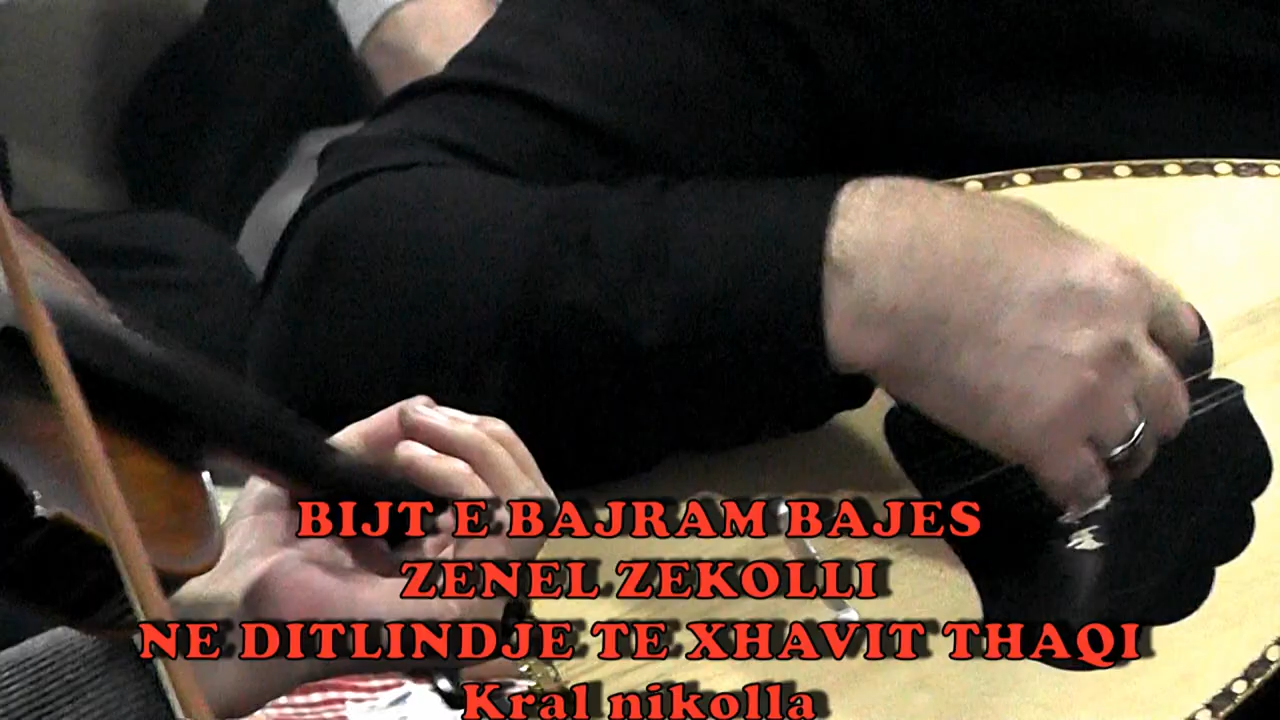 BIJT E BAJRAM BAJES
ZENEL ZEKOLLI
NE DITLINDJE TE XHAVIT THAQI
Kral nikolla